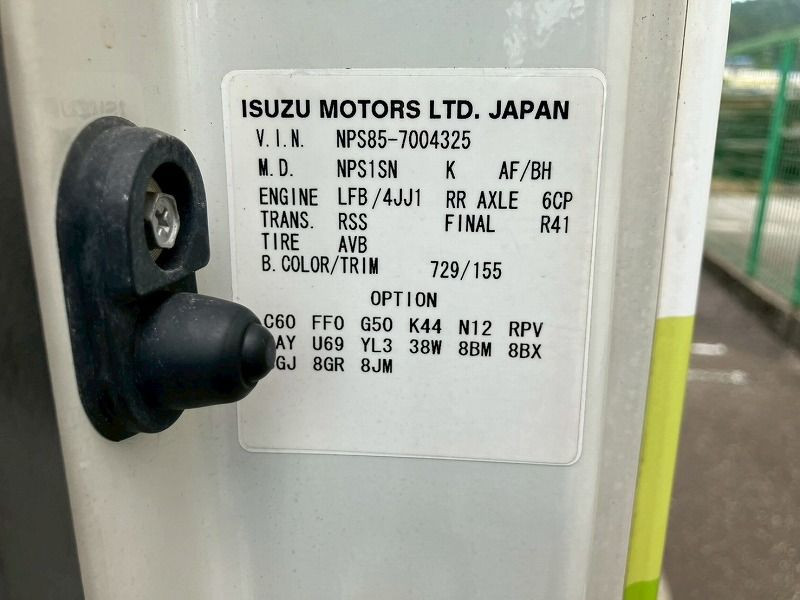 ISUZU MOTORS LTD. JAPAN
V.I.N. NPS85-7004325
M.D. NPS1SN K AF/BH
ENGINE LFB/4JJ1 RR AXLE 6CP
TRANS. RSS FINAL R41
TIRE AVB
B.COLOR/TRIM 729/155
OPTION
C60 FF0 G50 K44 N12 RPV
U69 YL3 38W 8BM 8BX
8GR 8JM